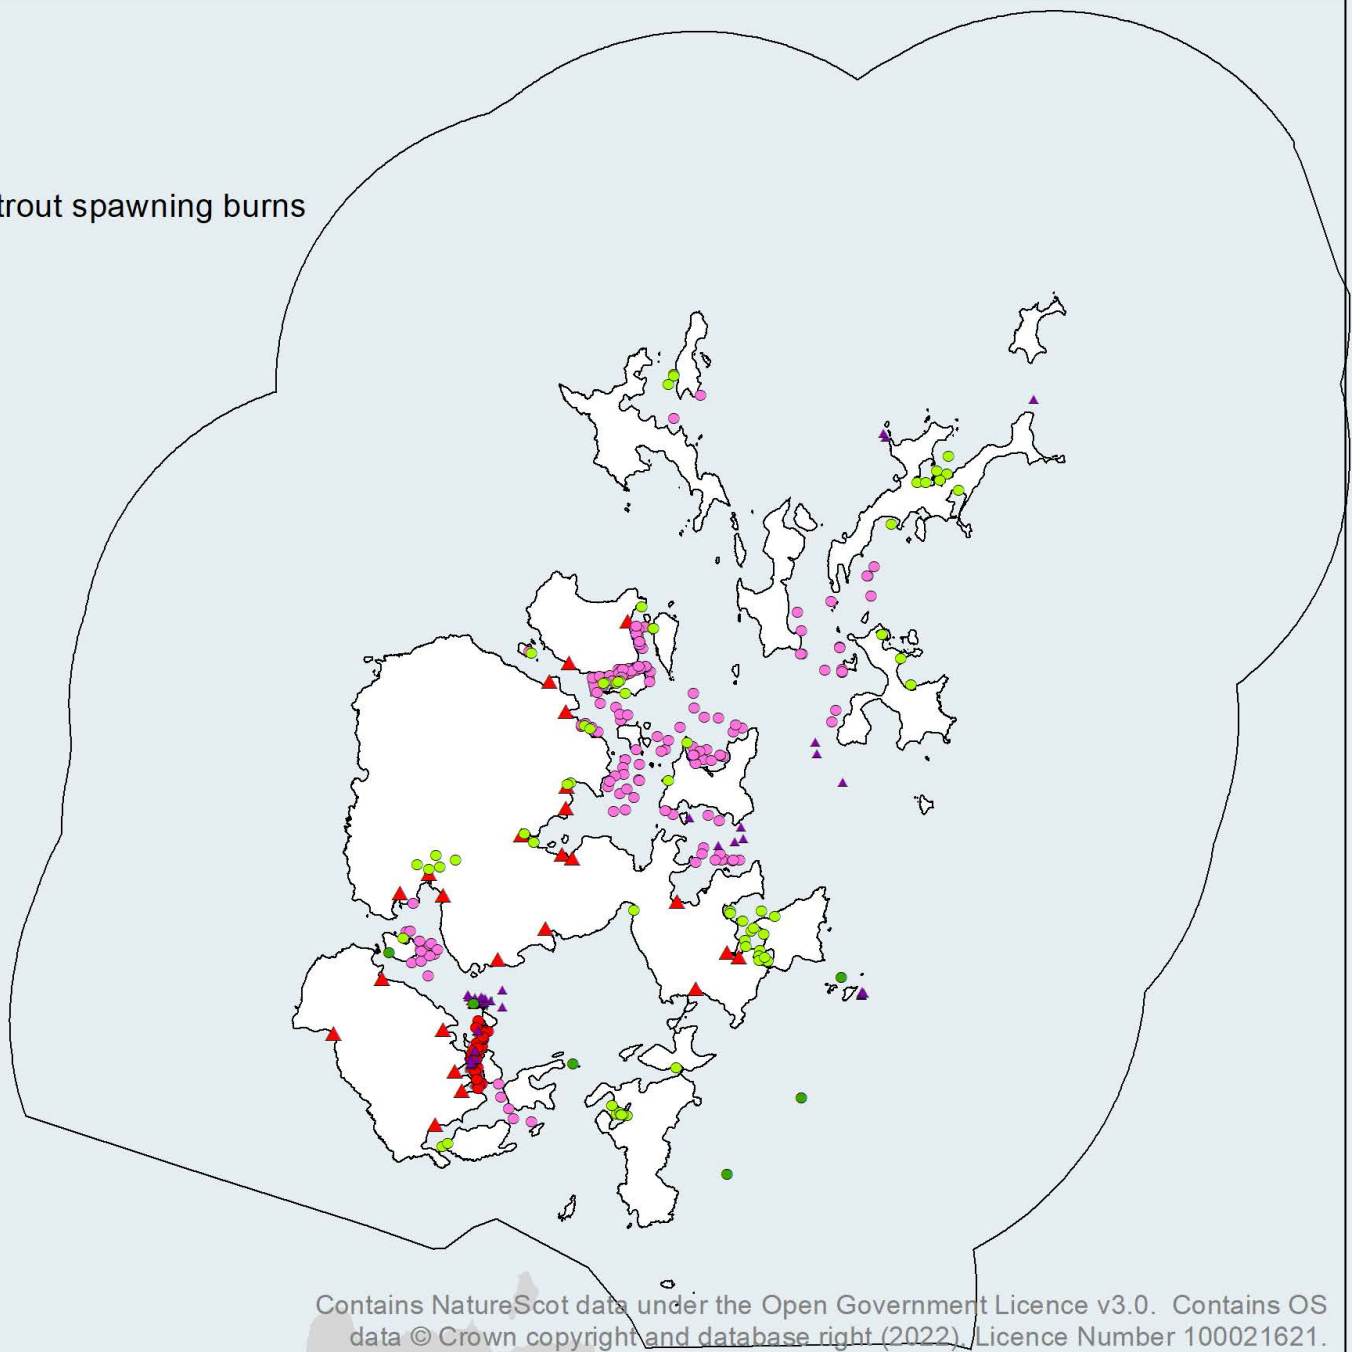 trout spawning burns
Contains NatureScot data under the Open Government Licence v3.0. Contains OS
data © Crown copyright and database right (2022). Licence Number 100021621.